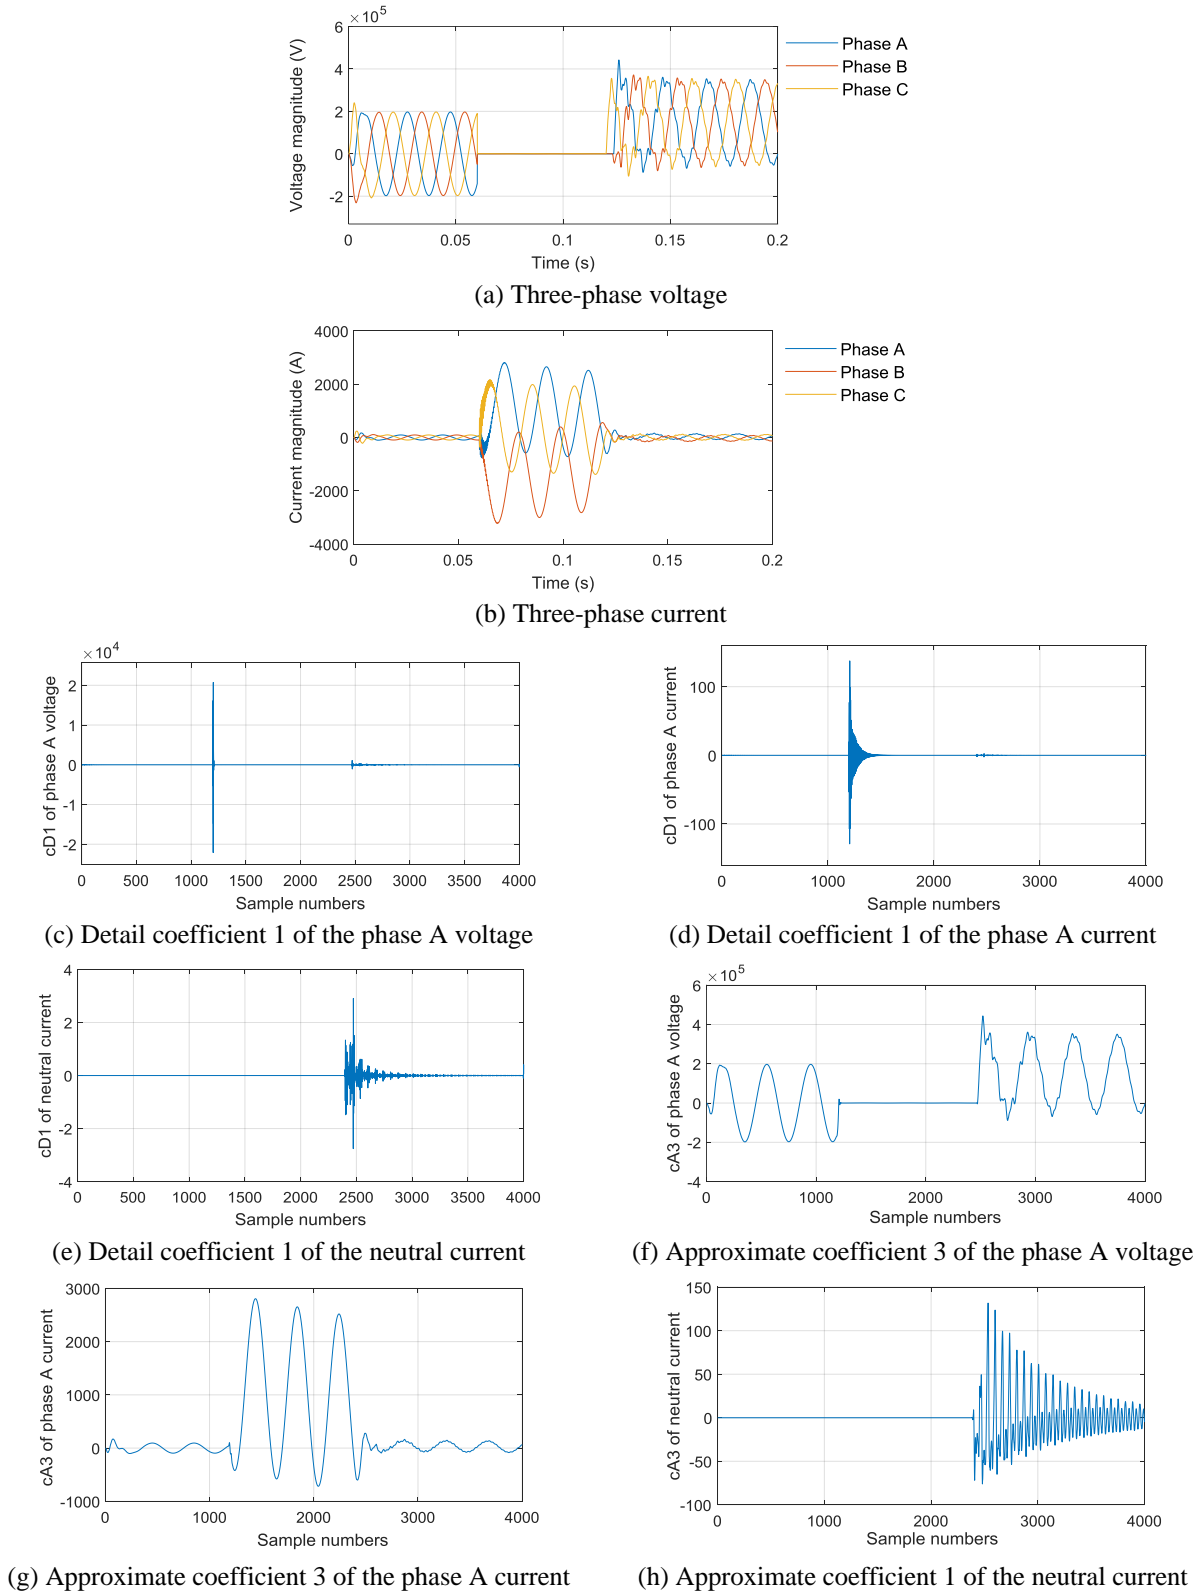 ×10⁵
6
4
2
0
-2
Voltage magnitude (V)
0 0.05 0.1 0.15 0.2
Time (s)
Phase A
Phase B
Phase C
(a) Three-phase voltage
4000
2000
0
-2000
-4000
Current magnitude (A)
0 0.05 0.1 0.15 0.2
Time (s)
Phase A
Phase B
Phase C
(b) Three-phase current
×10⁴
2
1
0
-1
-2
cD1 of phase A voltage
0 500 1000 1500 2000 2500 3000 3500 4000
Sample numbers
(c) Detail coefficient 1 of the phase A voltage
100
0
-100
cD1 of phase A current
0 1000 2000 3000 4000
Sample numbers
(d) Detail coefficient 1 of the phase A current
4
2
0
-2
-4
cD1 of neutral current
0 500 1000 1500 2000 2500 3000 3500 4000
Sample numbers
(e) Detail coefficient 1 of the neutral current
×10⁵
6
4
2
0
-2
-4
cA3 of phase A voltage
0 1000 2000 3000 4000
Sample numbers
(f) Approximate coefficient 3 of the phase A voltage
3000
2000
1000
0
-1000
cA3 of phase A current
0 1000 2000 3000 4000
Sample numbers
(g) Approximate coefficient 3 of the phase A current
150
100
50
0
-50
-100
cA3 of neutral current
0 1000 2000 3000 4000
Sample numbers
(h) Approximate coefficient 1 of the neutral current